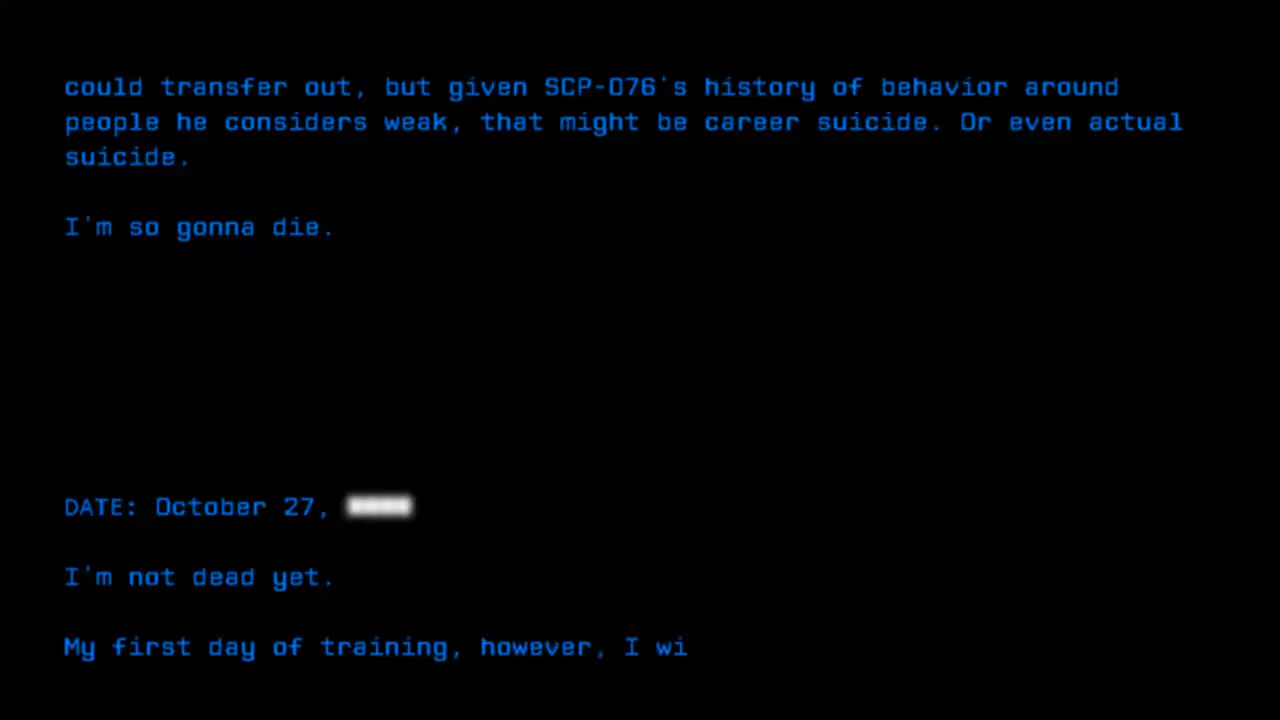 could transfer out, but given SCP-076's history of behavior around
people he considers weak, that might be career suicide. Or even actual
suicide.
I'm so gonna die.
DATE: October 27, ████
I'm not dead yet.
My first day of training, however, I wi